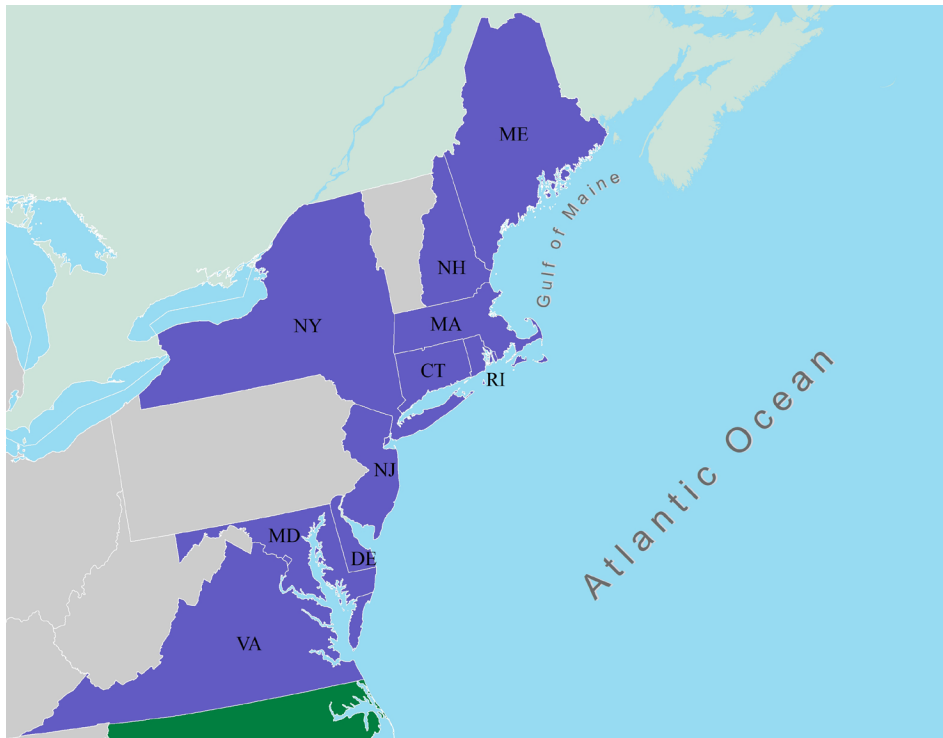 ME
Gulf of Maine
NH
NY
MA
CT
RI
Atlantic Ocean
NJ
MD
DE
VA